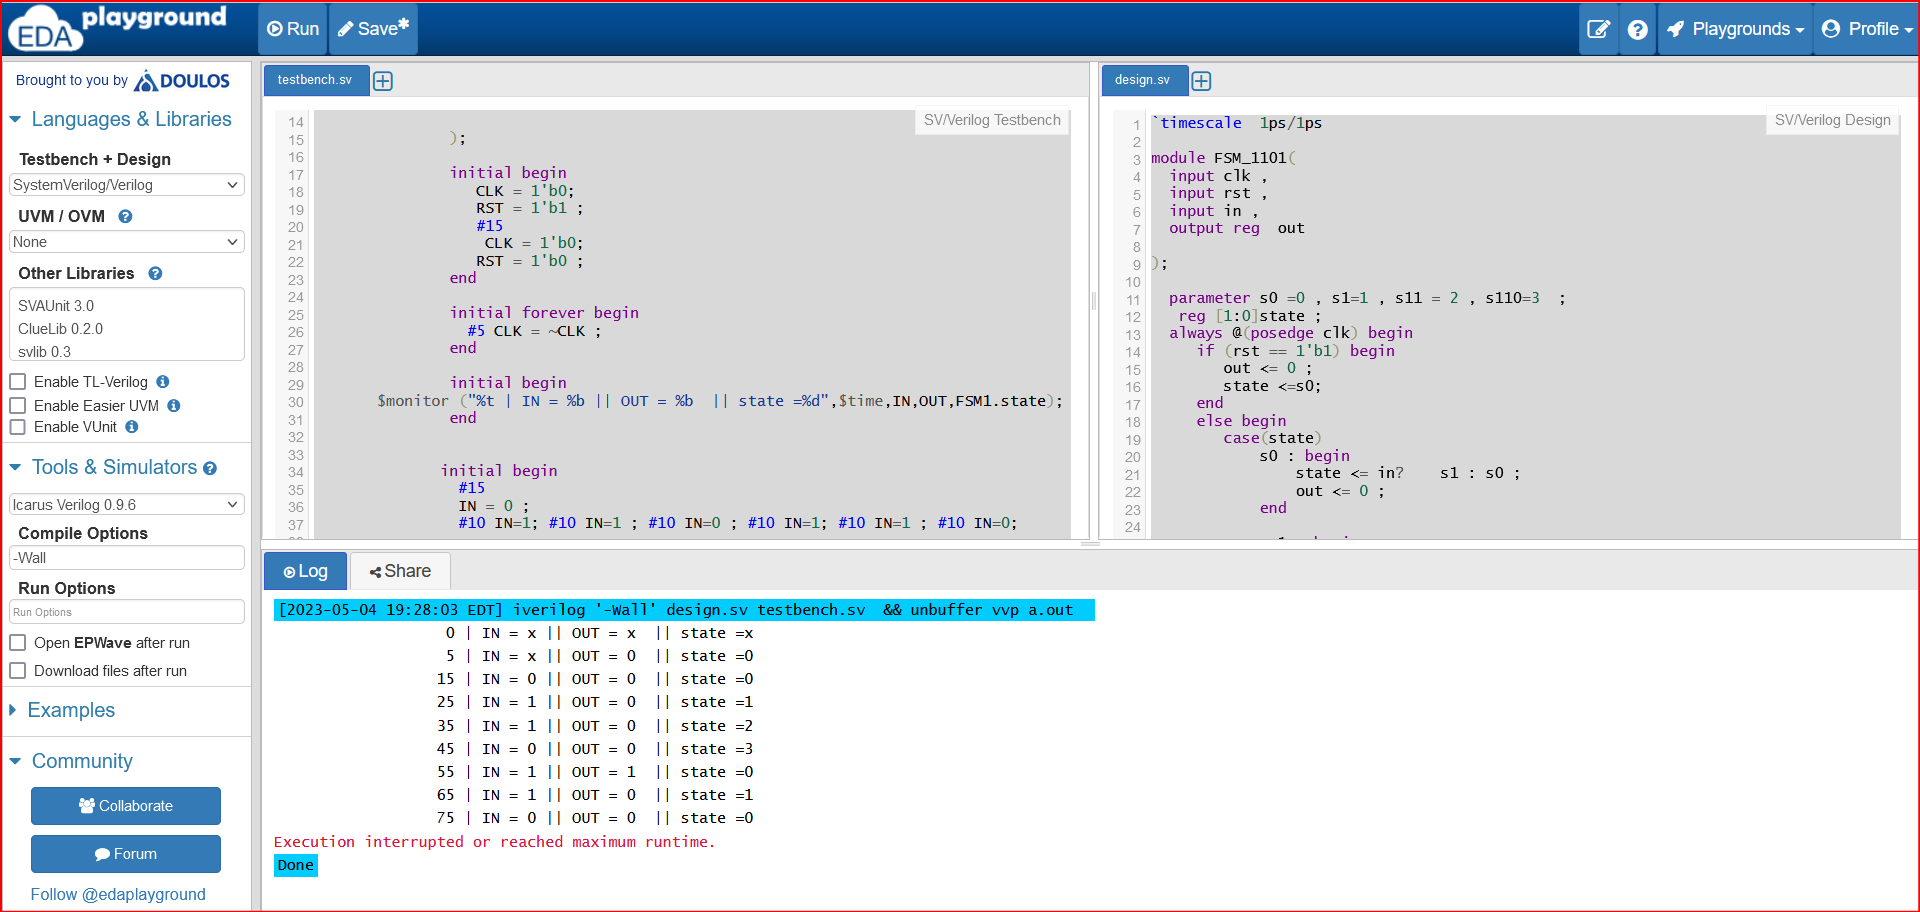 EDA playground
Run
Save*
Playgrounds
Profile
Brought to you by DOULOS
Languages & Libraries
Testbench + Design
SystemVerilog/Verilog
UVM / OVM ?
None
Other Libraries ?
SVAUnit 3.0
ClueLib 0.2.0
svlib 0.3
Enable TL-Verilog
Enable Easier UVM
Enable VUnit
Tools & Simulators ?
Icarus Verilog 0.9.6
Compile Options
-Wall
Run Options
Run Options
Open EPWave after run
Download files after run
Examples
Community
Collaborate
Forum
Follow @edaplayground
testbench.sv
SV/Verilog Testbench
14
15 );
16
17 initial begin
18 CLK = 1'b0;
19 RST = 1'b1 ;
20 #15
21 CLK = 1'b0;
22 RST = 1'b0 ;
23 end
24
25 initial forever begin
26 #5 CLK = ~CLK ;
27 end
28
29 initial begin
30 $monitor ("%t | IN = %b || OUT = %b  || state =%d",$time,IN,OUT,FSM1.state);
31 end
32
33
34 initial begin
35 #15
36 IN = 0 ;
37 #10 IN=1; #10 IN=1 ; #10 IN=0 ; #10 IN=1; #10 IN=1 ; #10 IN=0;
design.sv
SV/Verilog Design
1 `timescale  1ps/1ps
2
3 module FSM_1101(
4 input clk ,
5 input rst ,
6 input in ,
7 output reg  out
8
9 );
10
11 parameter s0 =0 , s1=1 , s11 = 2 , s110=3  ;
12 reg [1:0]state ;
13 always @(posedge clk) begin
14 if (rst == 1'b1) begin
15 out <= 0 ;
16 state <=s0;
17 end
18 else begin
19 case(state)
20 s0 : begin
21 state <= in?    s1 : s0 ;
22 out <= 0 ;
23 end
24
Log
Share
[2023-05-04 19:28:03 EDT] iverilog '-Wall' design.sv testbench.sv  && unbuffer vvp a.out
0 | IN = x || OUT = x  || state =x
5 | IN = x || OUT = 0  || state =0
15 | IN = 0 || OUT = 0  || state =0
25 | IN = 1 || OUT = 0  || state =1
35 | IN = 1 || OUT = 0  || state =2
45 | IN = 0 || OUT = 0  || state =3
55 | IN = 1 || OUT = 1  || state =0
65 | IN = 1 || OUT = 0  || state =1
75 | IN = 0 || OUT = 0  || state =0
Execution interrupted or reached maximum runtime.
Done